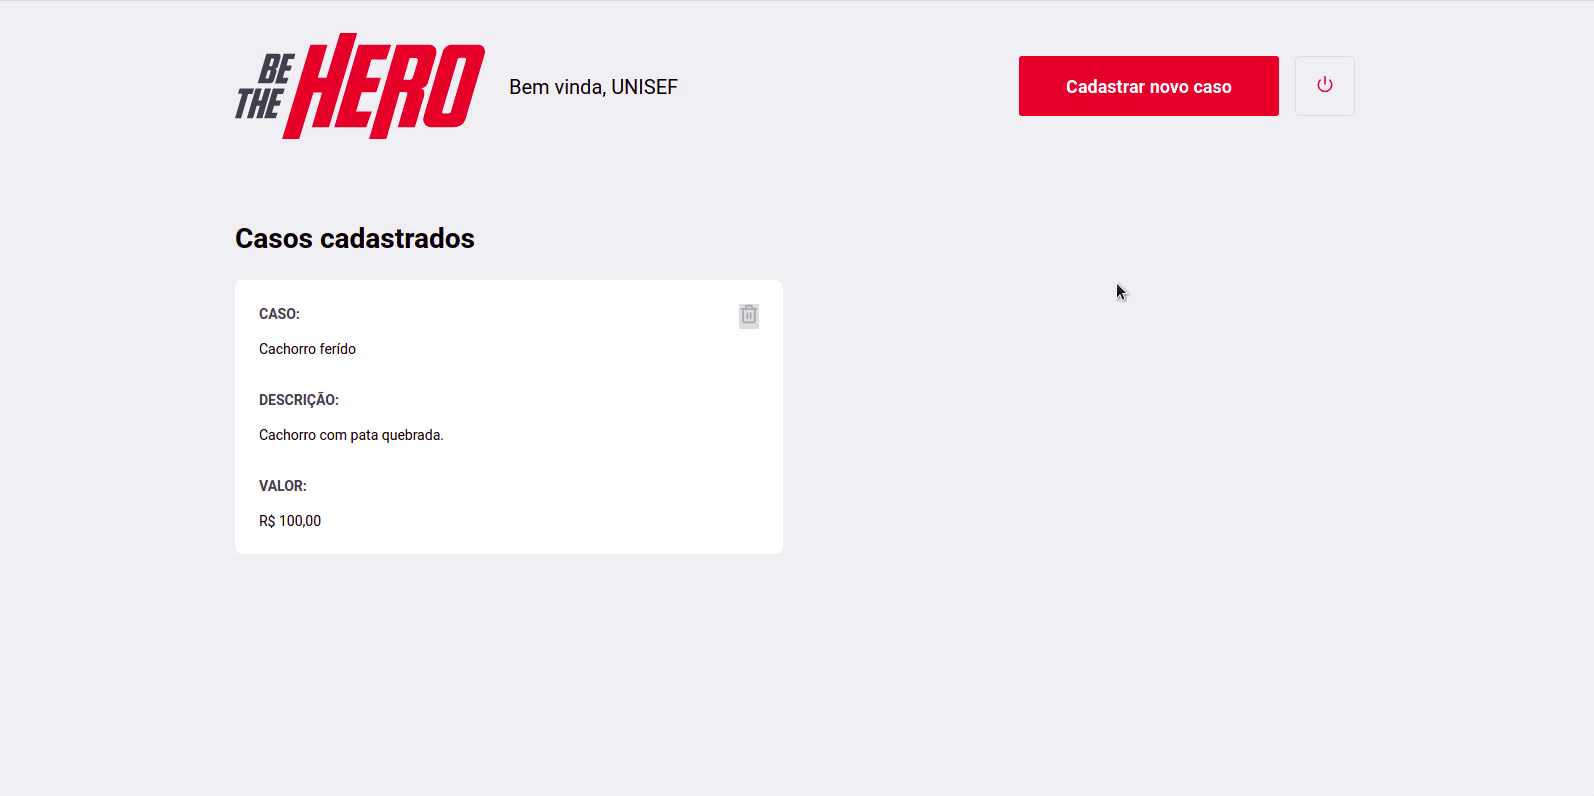 BE
THE
HERO
Bem vinda, UNISEF
Cadastrar novo caso
Casos cadastrados
CASO:
Cachorro ferído
DESCRIÇÃO:
Cachorro com pata quebrada.
VALOR:
R$ 100,00